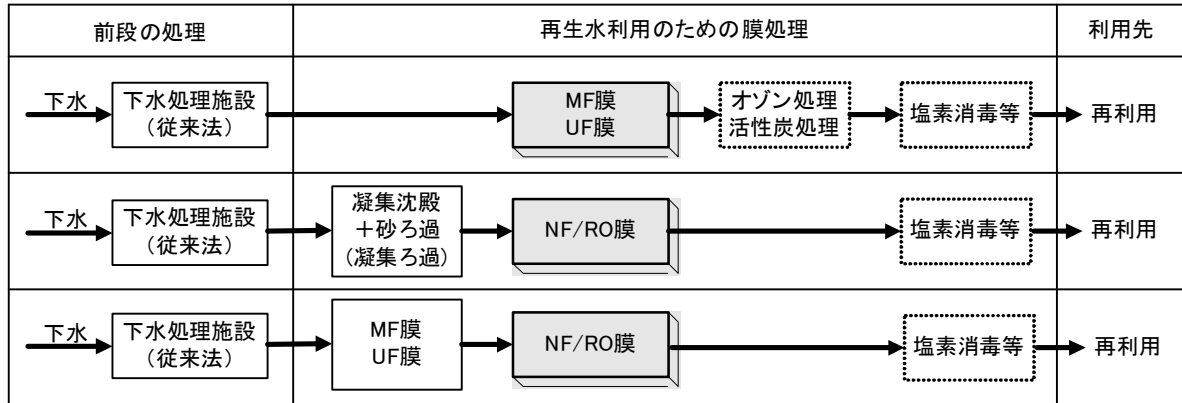 前段の処理
再生水利用のための膜処理
利用先
下水
下水処理施設
(従来法)
MF膜
UF膜
オゾン処理
活性炭処理
塩素消毒等
再利用
下水
下水処理施設
(従来法)
凝集沈殿
+砂ろ過
(凝集ろ過)
NF/RO膜
塩素消毒等
再利用
下水
下水処理施設
(従来法)
MF膜
UF膜
NF/RO膜
塩素消毒等
再利用